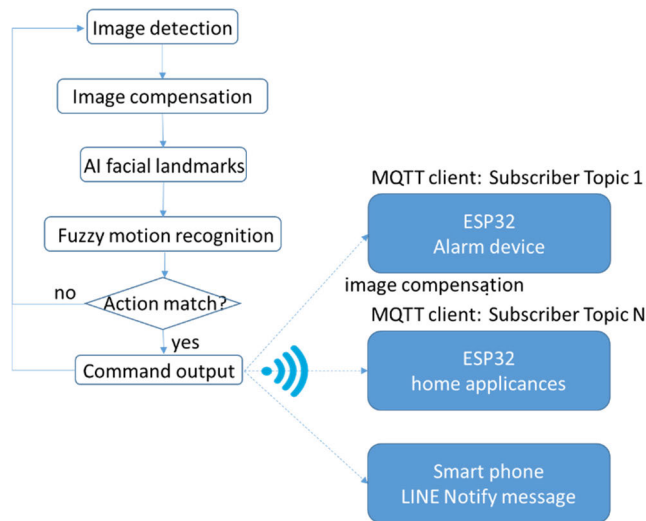 Image detection
Image compensation
AI facial landmarks
Fuzzy motion recognition
no
Action match?
yes
Command output
MQTT client: Subscriber Topic 1
ESP32
Alarm device
image compensation
MQTT client: Subscriber Topic N
ESP32
home applicances
Smart phone
LINE Notify message